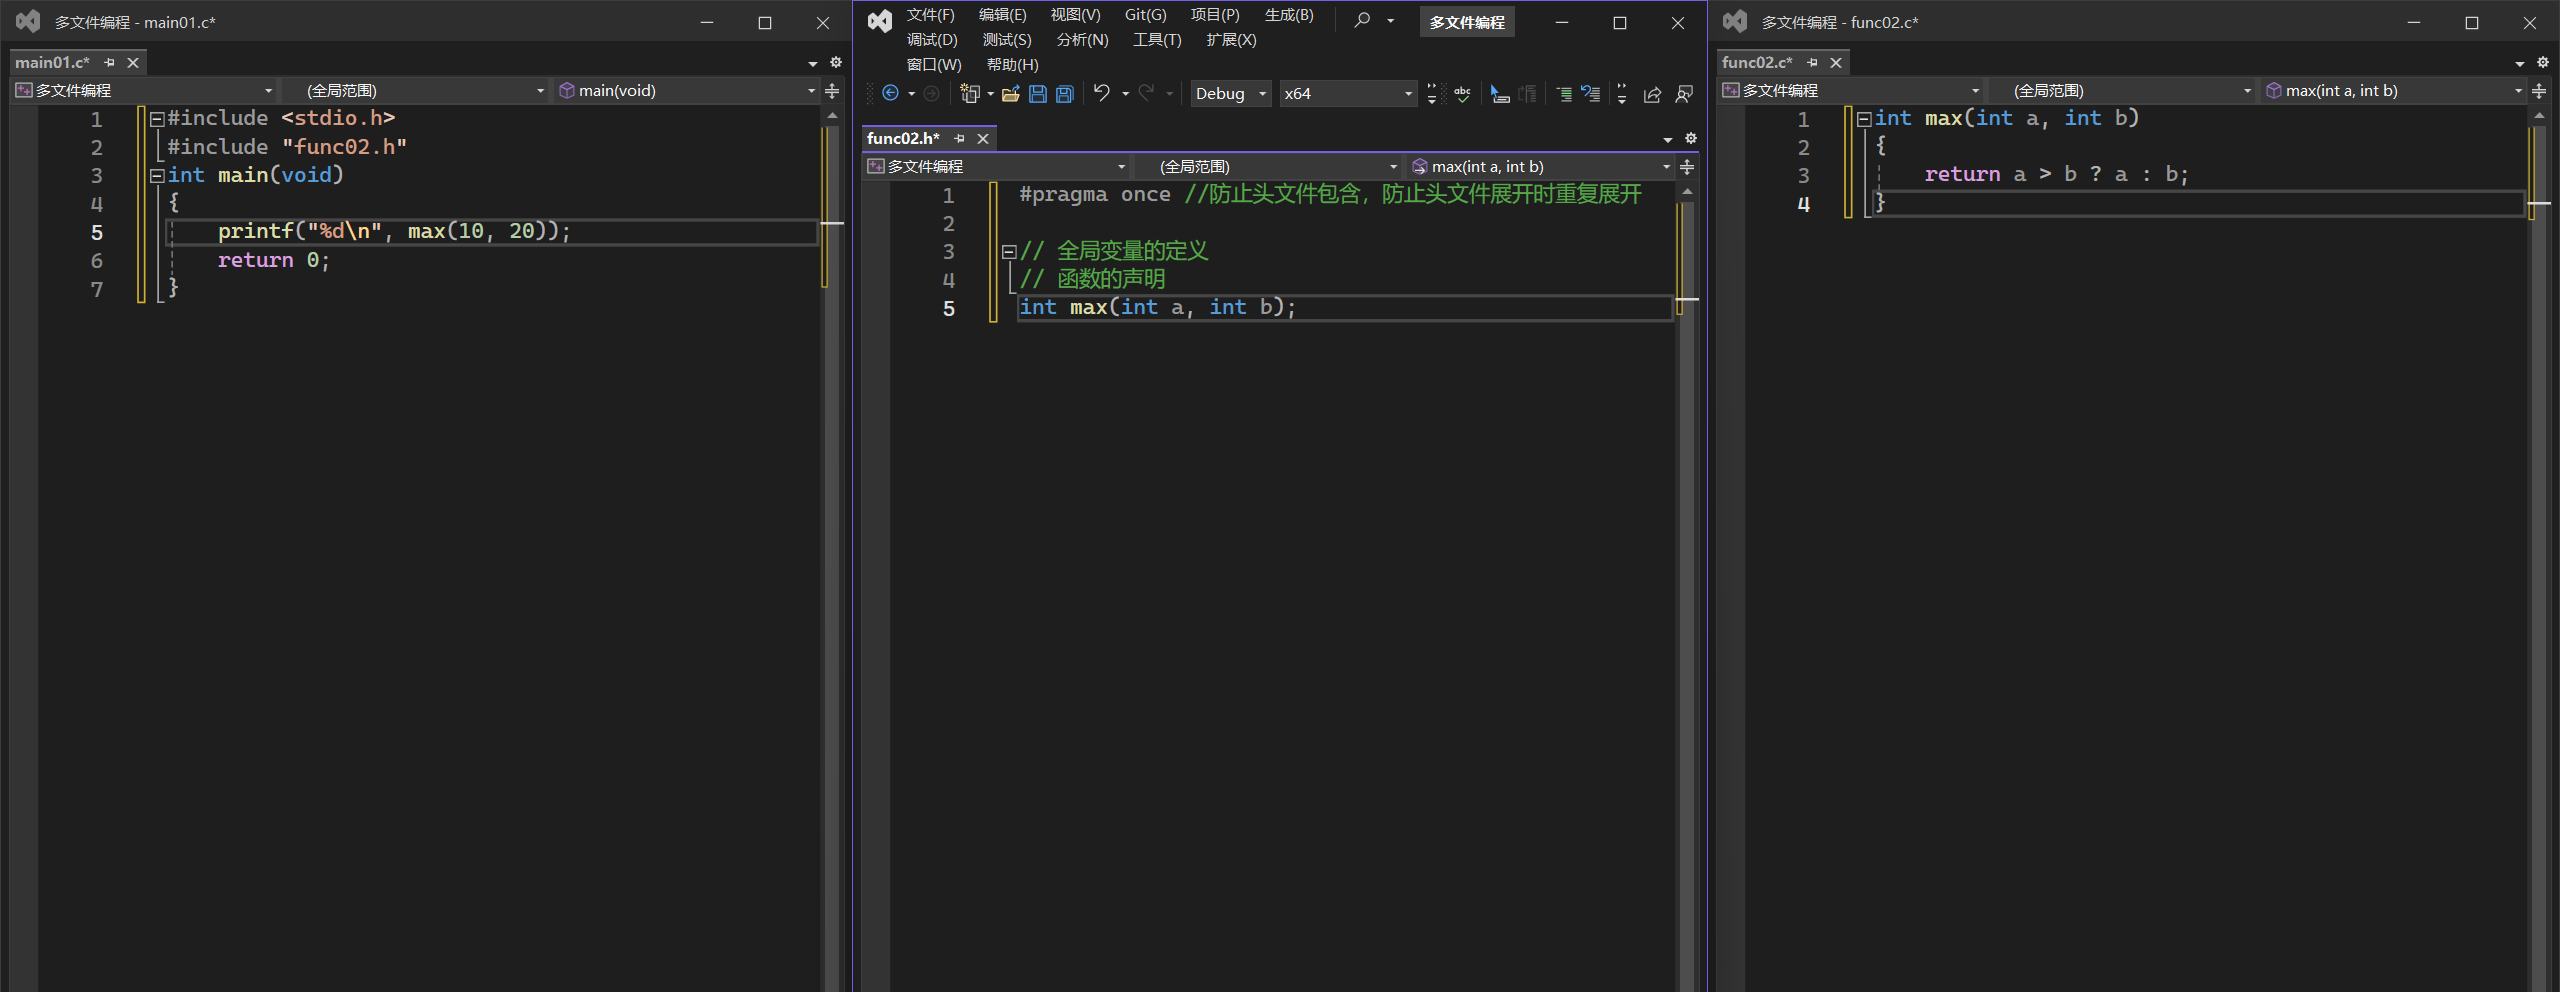 多文件编程 - main01.c*
main01.c*
多文件编程 (全局范围) main(void)
1 #include <stdio.h>
2 #include "func02.h"
3 int main(void)
4 {
5 printf("%d\n", max(10, 20));
6 return 0;
7 }
文件(F) 编辑(E) 视图(V) Git(G) 项目(P) 生成(B) 多文件编程
调试(D) 测试(S) 分析(N) 工具(T) 扩展(X)
窗口(W) 帮助(H)
Debug x64 abc
func02.h*
多文件编程 (全局范围) max(int a, int b)
1 #pragma once //防止头文件包含，防止头文件展开时重复展开
2
3 // 全局变量的定义
4 // 函数的声明
5 int max(int a, int b);
多文件编程 - func02.c*
func02.c*
多文件编程 (全局范围) max(int a, int b)
1 int max(int a, int b)
2 {
3 return a > b ? a : b;
4 }